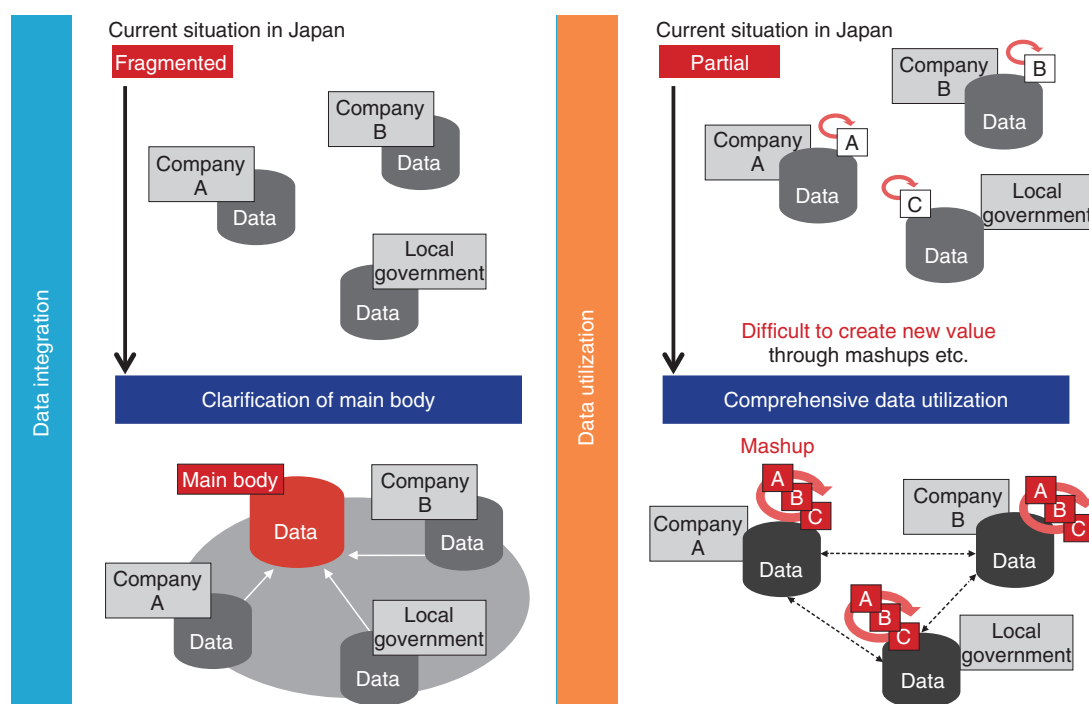 Data integration
Current situation in Japan
Fragmented
Company
B
Data
Company
A
Data
Local
government
Data
Clarification of main body
Main body
Data
Company
B
Data
Company
A
Data
Local
government
Data
Data utilization
Current situation in Japan
Partial
Company
B
B
Data
Company
A
A
Data
C
Local
government
Data
Difficult to create new value
through mashups etc.
Comprehensive data utilization
Mashup
A
B
C
Company
A
Data
Company
B
A
B
C
Data
A
B
C
Local
government
Data